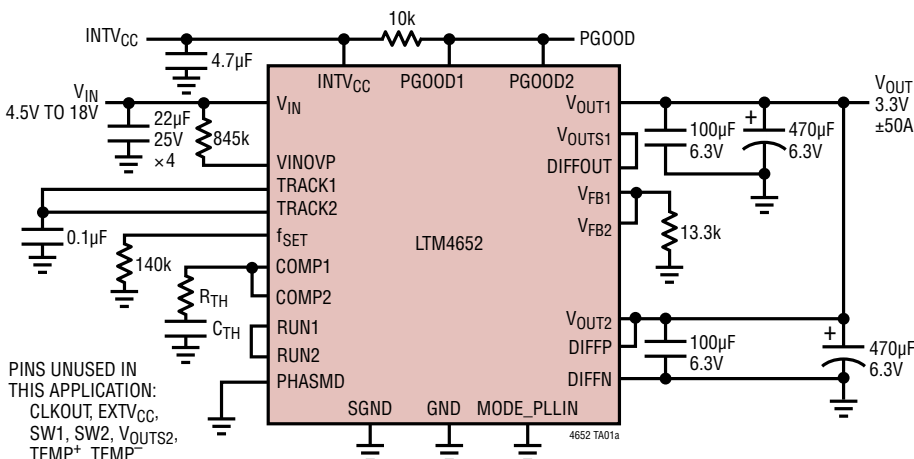 10k
INTVCC
PGOOD
4.7µF
INTVCC
PGOOD1
PGOOD2
VIN
4.5V TO 18V
22µF
25V
×4
845k
VIN
VINOVP
TRACK1
TRACK2
0.1µF
fSET
140k
COMP1
COMP2
RTH
CTH
RUN1
RUN2
PHASMD
SGND
GND
MODE_PLLIN
LTM4652
VOUT1
VOUTS1
DIFFOUT
VFB1
VFB2
VOUT2
DIFFP
DIFFN
100µF
6.3V
+
470µF
6.3V
VOUT
3.3V
±50A
13.3k
100µF
6.3V
+
470µF
6.3V
PINS UNUSED IN
THIS APPLICATION:
CLKOUT, EXTVCC,
SW1, SW2, VOUTS2,
TEMP+, TEMP–
4652 TA01a